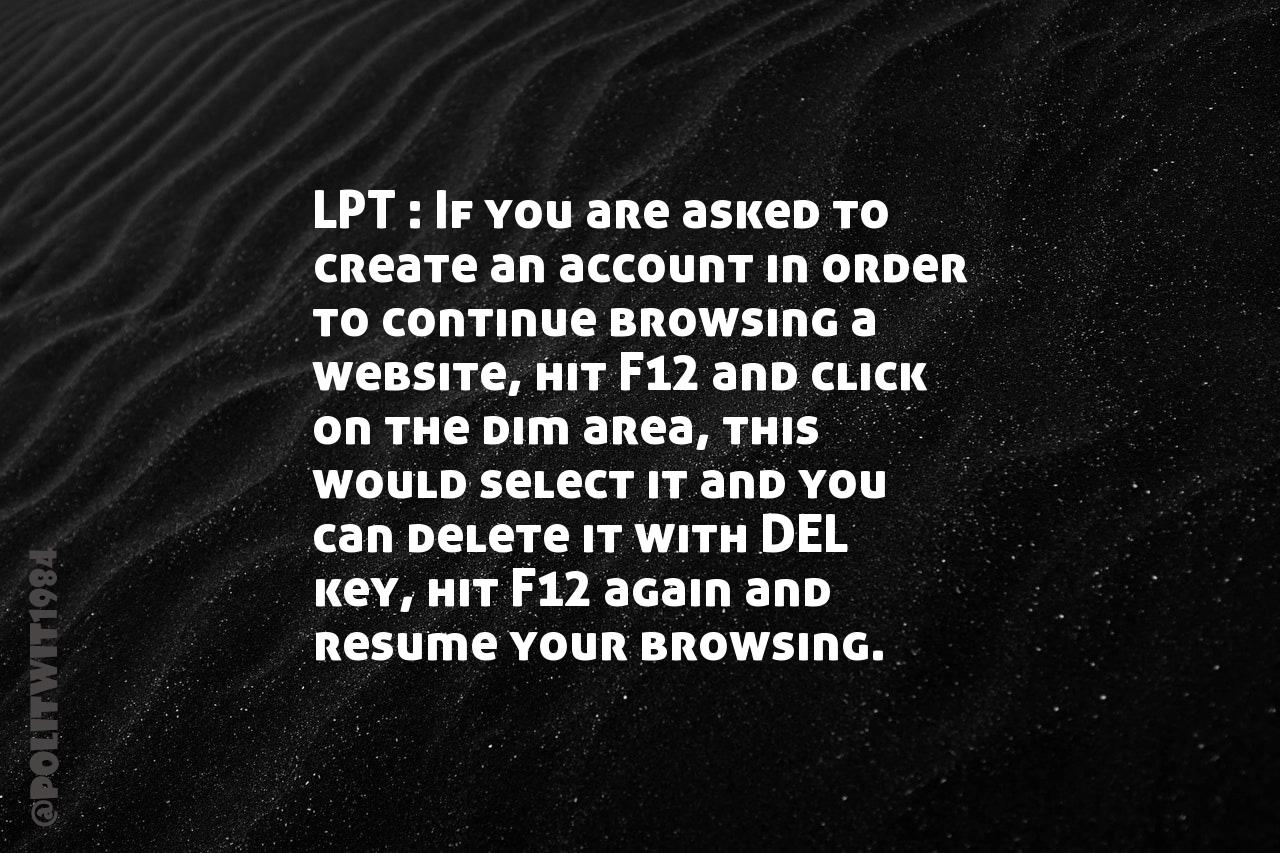 LPT : If you are asked to
create an account in order
to continue browsing a
website, hit F12 and click
on the dim area, this
would select it and you
can delete it with DEL
key, hit F12 again and
resume your browsing.
@politwit1984